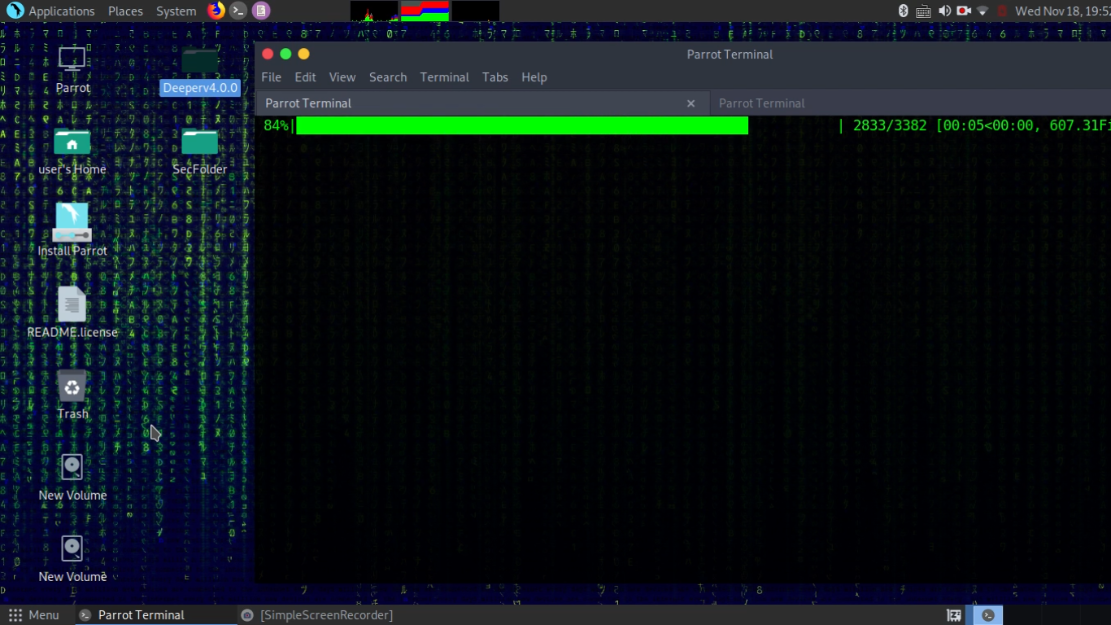 Applications Places System
Wed Nov 18, 19:52
Parrot
Deeperv4.0.0
user's Home
SecFolder
Install Parrot
README.license
Trash
New Volume
New Volume
Parrot Terminal
File Edit View Search Terminal Tabs Help
Parrot Terminal
Parrot Terminal
84%| | 2833/3382 [00:05<00:00, 607.31Fi
Menu
Parrot Terminal
[SimpleScreenRecorder]